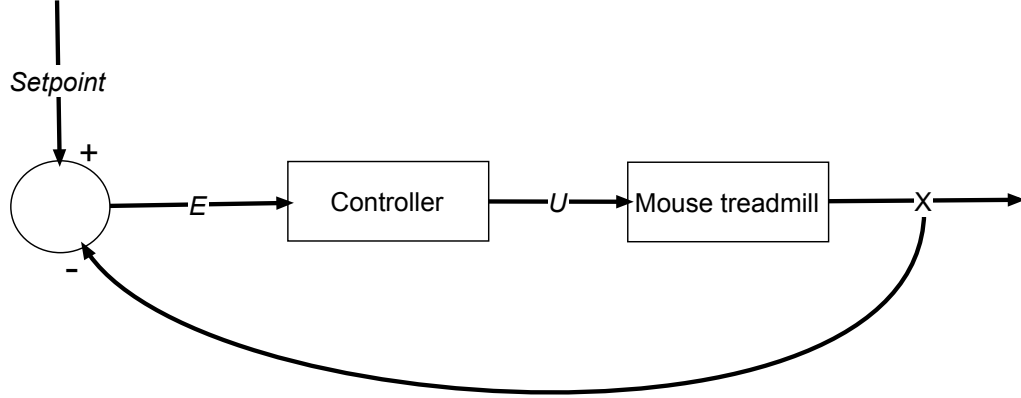 Setpoint
+
E
Controller
U
Mouse treadmill
X
-